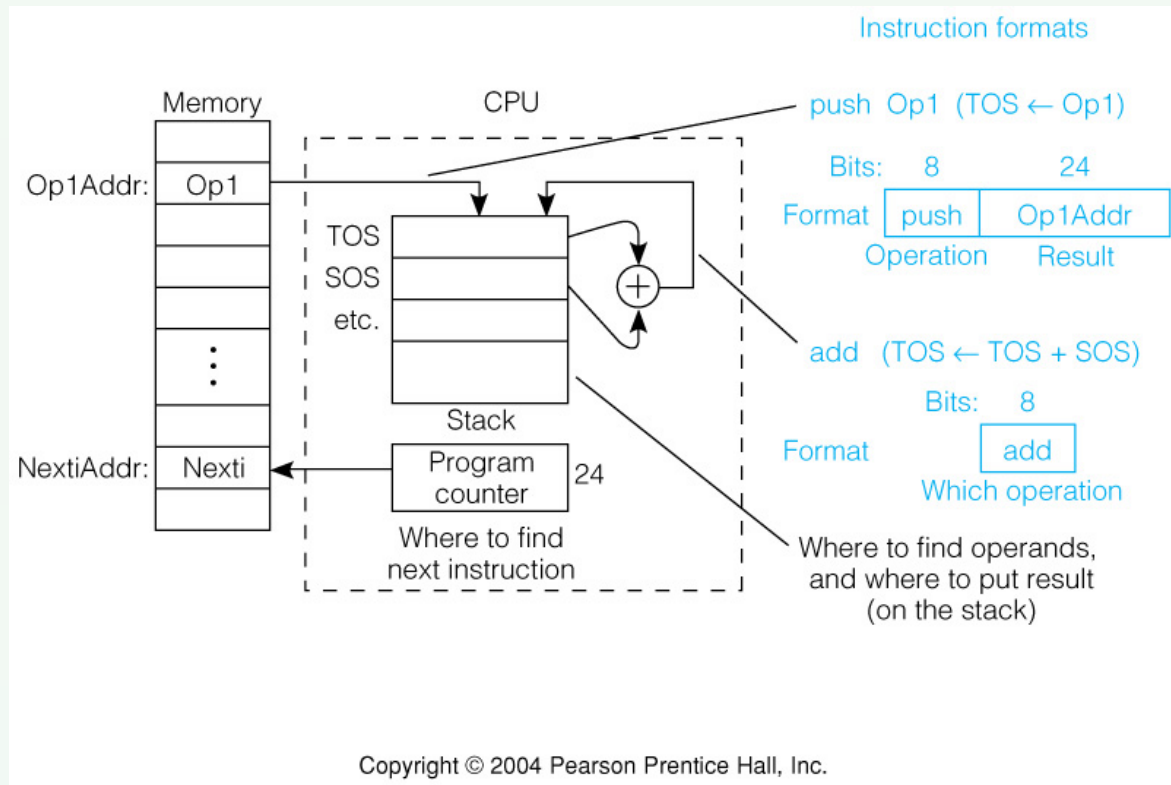 Instruction formats
Memory
CPU
push Op1 (TOS ← Op1)
Op1Addr:
Op1
Bits: 8 24
Format push Op1Addr
Operation Result
TOS
SOS
etc.
+
add (TOS ← TOS + SOS)
Bits: 8
Format add
Which operation
⋮
Stack
NextiAddr:
Nexti
Program
counter
24
Where to find
next instruction
Where to find operands,
and where to put result
(on the stack)
Copyright © 2004 Pearson Prentice Hall, Inc.